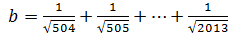 b = 1/√504 + 1/√505 + ⋯ + 1/√2013